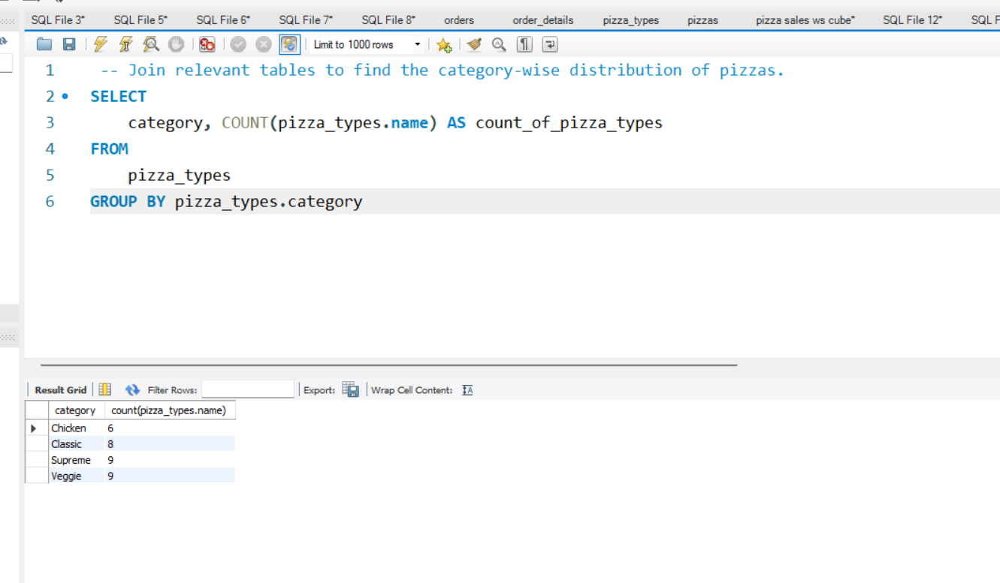 SQL File 3* SQL File 5* SQL File 6* SQL File 7* SQL File 8* orders order_details pizza_types pizzas pizza sales ws cube* SQL File 12* SQL F
Limit to 1000 rows
1 -- Join relevant tables to find the category-wise distribution of pizzas.
2 SELECT
3 category, COUNT(pizza_types.name) AS count_of_pizza_types
4 FROM
5 pizza_types
6 GROUP BY pizza_types.category
Result Grid Filter Rows: Export: Wrap Cell Content: IA
category count(pizza_types.name)
Chicken 6
Classic 8
Supreme 9
Veggie 9